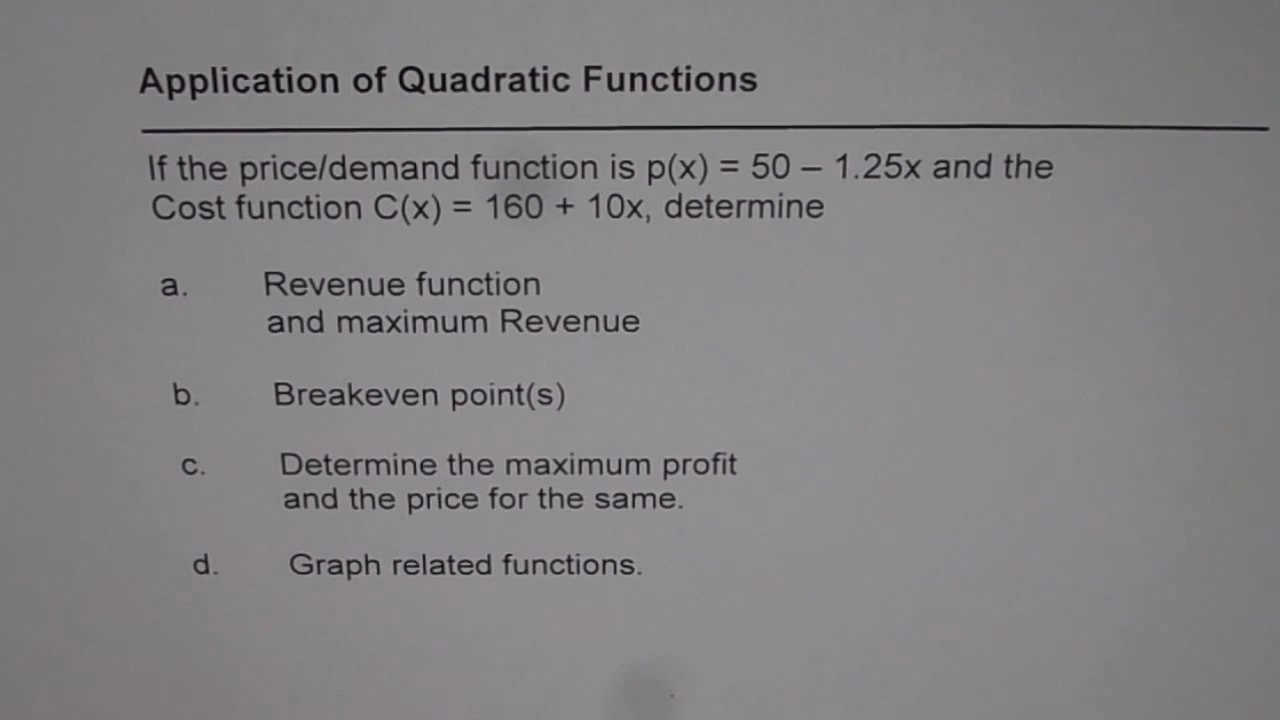 Application of Quadratic Functions
If the price/demand function is p(x) = 50 – 1.25x and the
Cost function C(x) = 160 + 10x, determine
a. Revenue function
and maximum Revenue
b. Breakeven point(s)
c. Determine the maximum profit
and the price for the same.
d. Graph related functions.